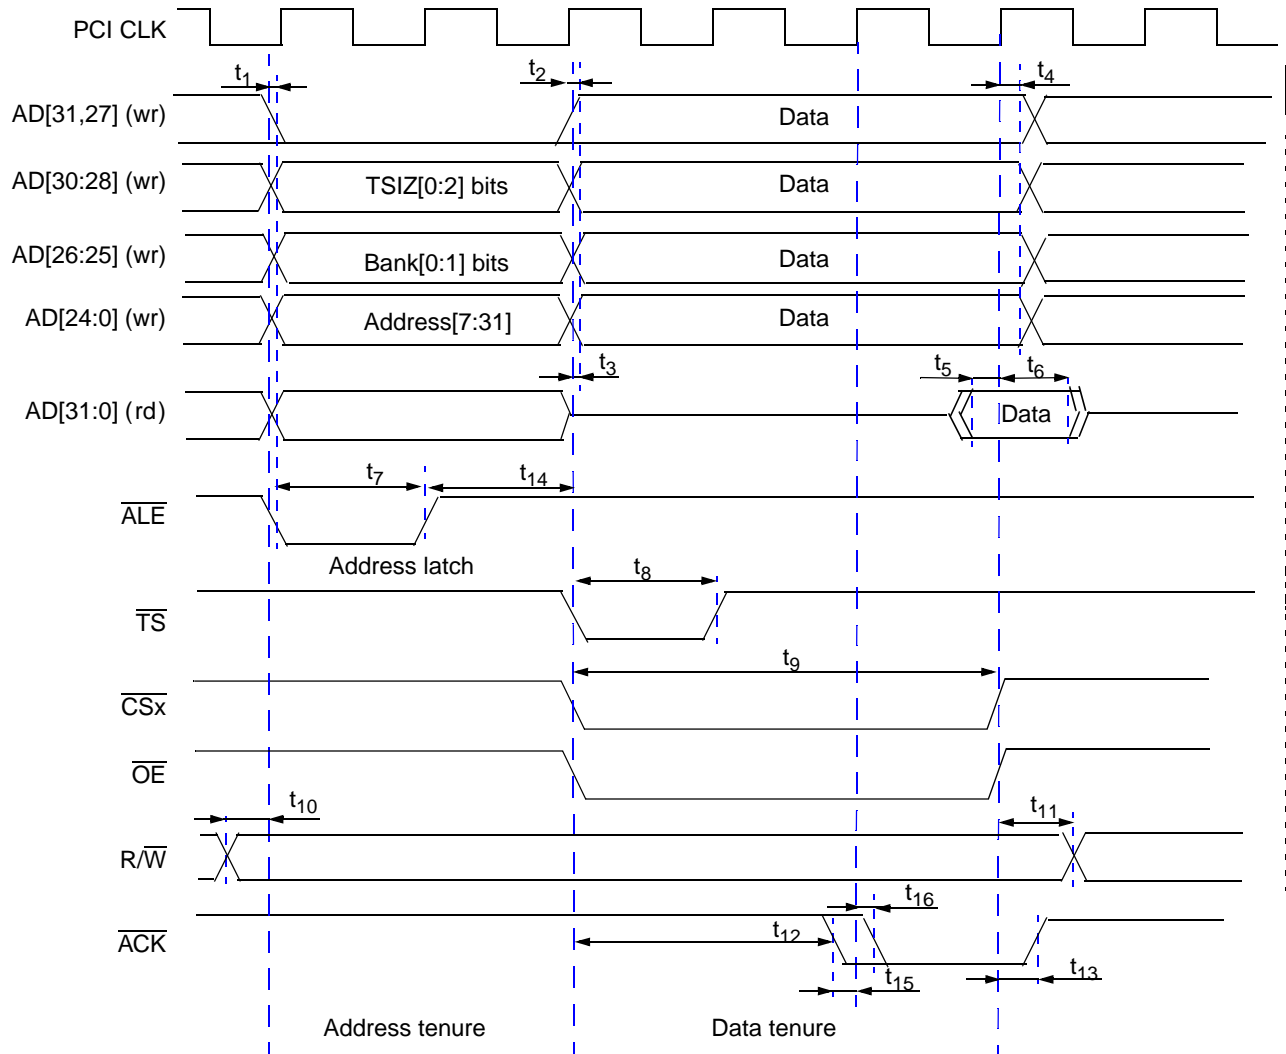 PCI CLK
t1 t2 t4
AD[31,27] (wr) Data
AD[30:28] (wr) TSIZ[0:2] bits Data
AD[26:25] (wr) Bank[0:1] bits Data
AD[24:0] (wr) Address[7:31] Data
t3 t5 t6
AD[31:0] (rd) Data
t7 t14
ALE
Address latch
t8
TS
t9
CSx
OE
t10 t11
R/W
t16
ACK t12
t15 t13
Address tenure Data tenure